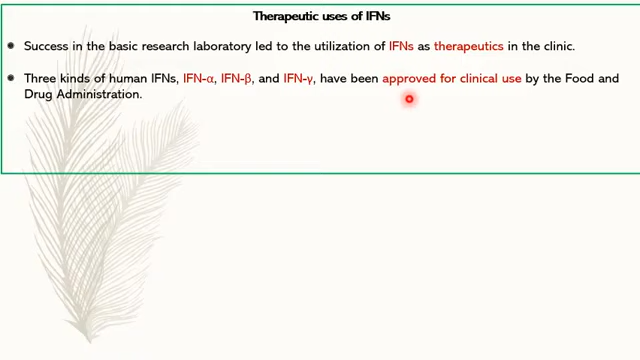 Therapeutic uses of IFNs
Success in the basic research laboratory led to the utilization of IFNs as therapeutics in the clinic.
Three kinds of human IFNs, IFN-α, IFN-β, and IFN-γ, have been approved for clinical use by the Food and
Drug Administration.